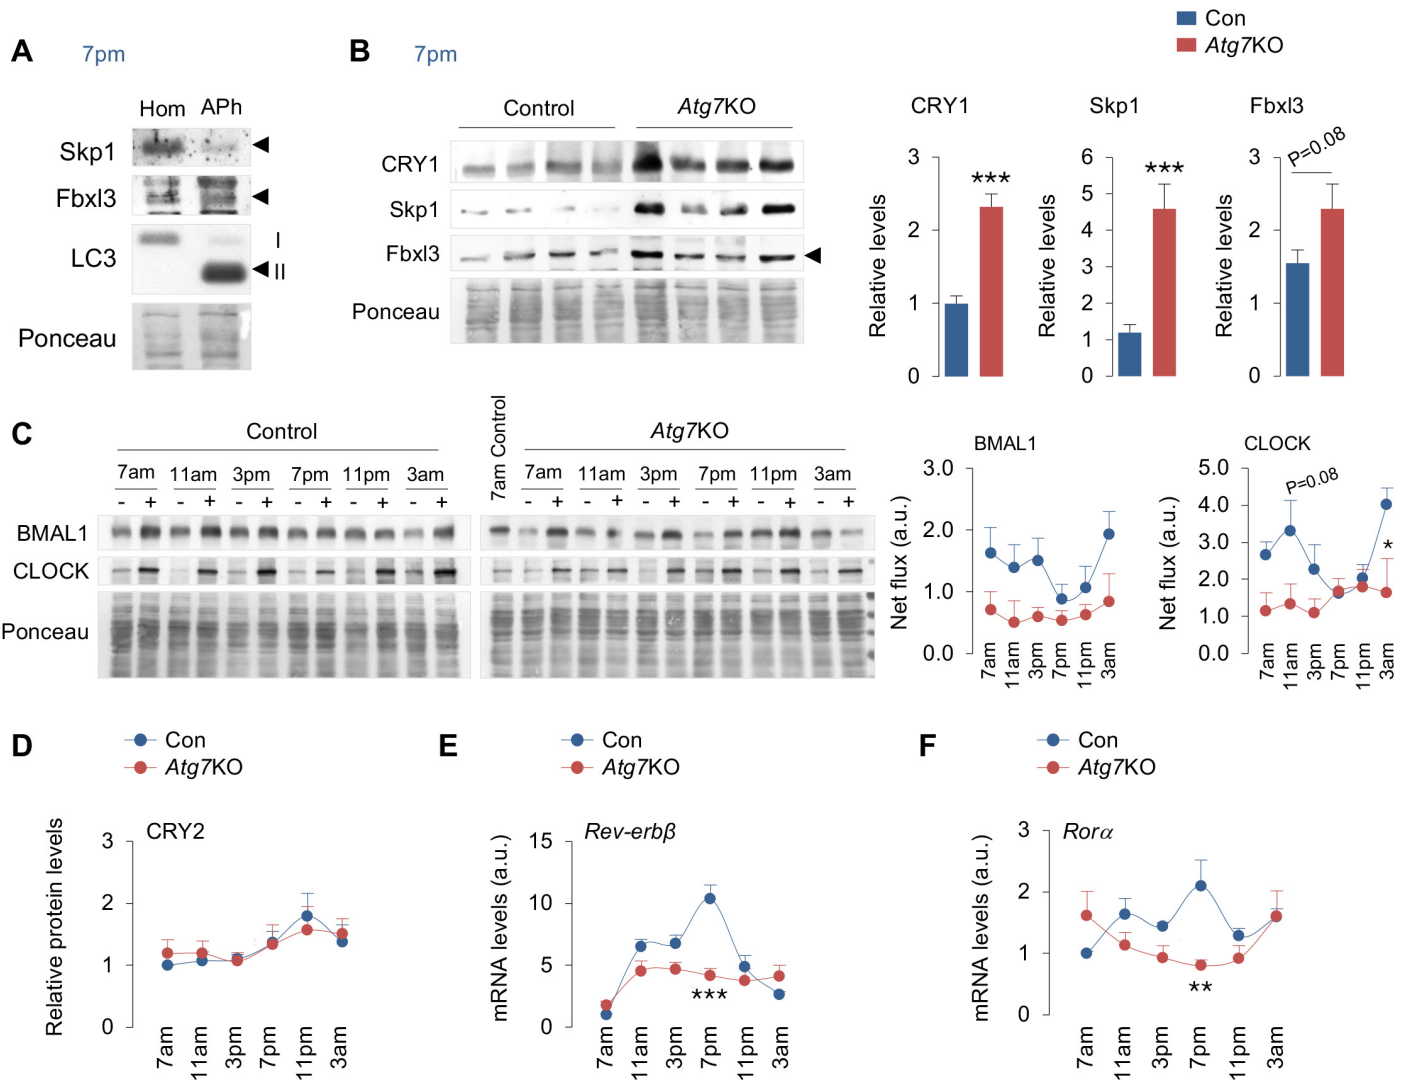 Con
Atg7KO
A
7pm
Hom APh
Skp1
Fbxl3
LC3
I
II
Ponceau
B
7pm
Control Atg7KO
CRY1
Skp1
Fbxl3
Ponceau
CRY1
Relative levels
3
2
1
0
***
Skp1
Relative levels
6
5
4
3
2
1
0
***
Fbxl3
Relative levels
3
2
1
0
P=0.08
C
Control
7am 11am 3pm 7pm 11pm 3am
- + - + - + - + - + - +
7am Control
Atg7KO
7am 11am 3pm 7pm 11pm 3am
- + - + - + - + - + - +
BMAL1
CLOCK
Ponceau
BMAL1
Net flux (a.u.)
3.0
2.0
1.0
0.0
7am 11am 3pm 7pm 11pm 3am
CLOCK
Net flux (a.u.)
5.0
4.0
3.0
2.0
1.0
0.0
P=0.08
*
7am 11am 3pm 7pm 11pm 3am
D
Con
Atg7KO
CRY2
Relative protein levels
3
2
1
0
7am 11am 3pm 7pm 11pm 3am
E
Con
Atg7KO
Rev-erbβ
mRNA levels (a.u.)
15
10
5
0
***
7am 11am 3pm 7pm 11pm 3am
F
Con
Atg7KO
Rorα
mRNA levels (a.u.)
3
2
1
0
**
7am 11am 3pm 7pm 11pm 3am